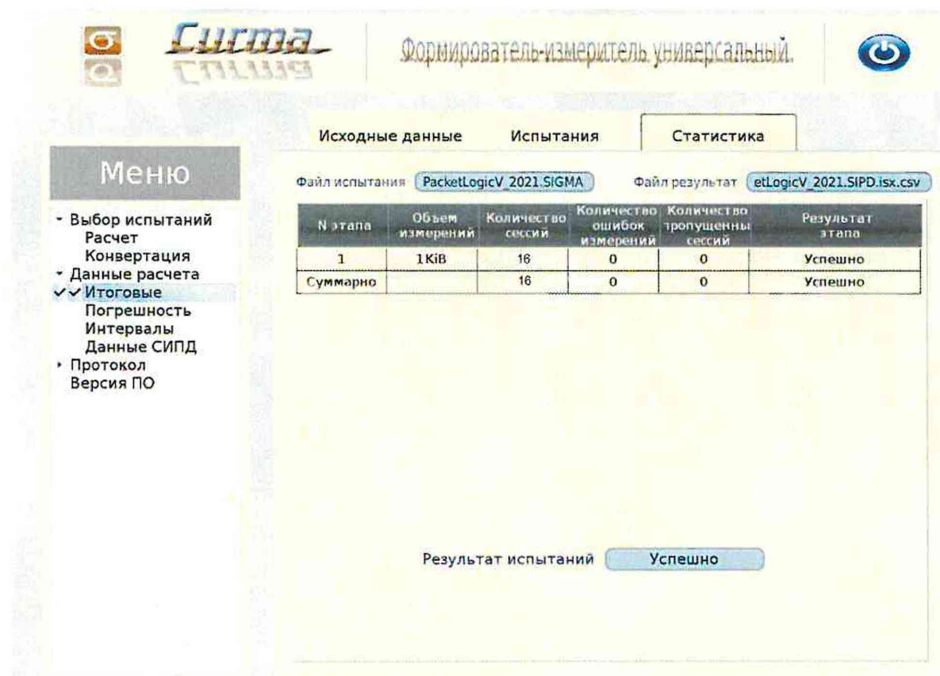 σ
Сигма
Формирователь-измеритель универсальный.
Исходные данные Испытания Статистика
Меню
Файл испытания PacketLogicV_2021.SIGMA Файл результат etLogicV_2021.SIPD.isx.csv
Выбор испытаний
Расчет
Конвертация
Данные расчета
Итоговые
Погрешность
Интервалы
Данные СИПД
Протокол
Версия ПО
N этапа Объем измерений Количество сессий Количество ошибок измерений Количество пропущенны сессий Результат этапа
1 1KiB 16 0 0 Успешно
Суммарно 16 0 0 Успешно
Результат испытаний Успешно